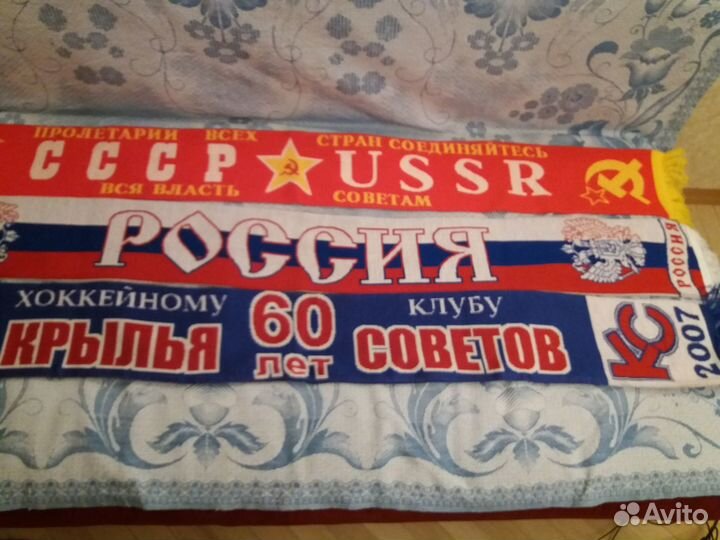 ПРОЛЕТАРИИ ВСЕХ СТРАН СОЕДИНЯЙТЕСЬ
СССР USSR
ВСЯ ВЛАСТЬ СОВЕТАМ
РОССИЯ
РОССИЯ
ХОККЕЙНОМУ КЛУБУ
КРЫЛЬЯ 60 СОВЕТОВ
лет
КС
2007
Avito